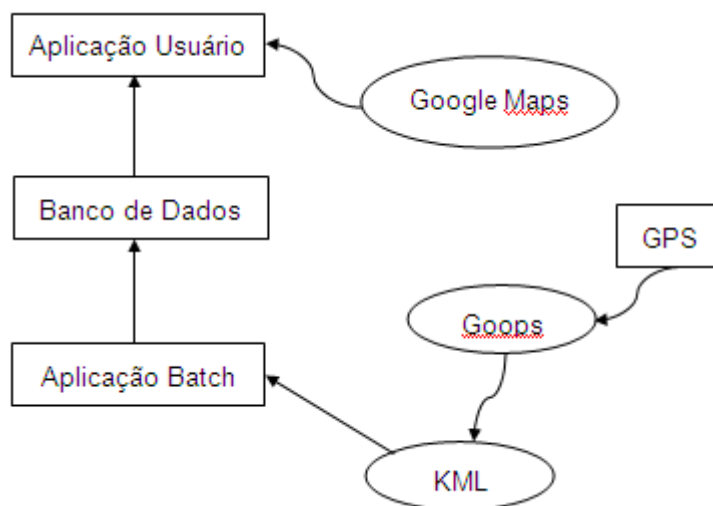 Aplicação Usuário
Google Maps
Banco de Dados
GPS
Goops
Aplicação Batch
KML